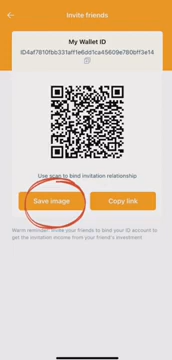 Invite friends
My Wallet ID
ID4af7810fbb331aff1e6dd1ca45609e780bff3e14
Use scan to bind invitation relationship
Save image
Copy link
Warm reminder: Invite your friends to bind your ID account to
get the invitation income from your friend's investment!